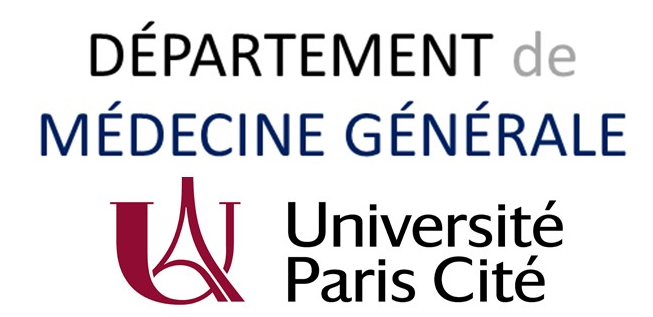 DÉPARTEMENT de
MÉDECINE GÉNÉRALE
Université
Paris Cité